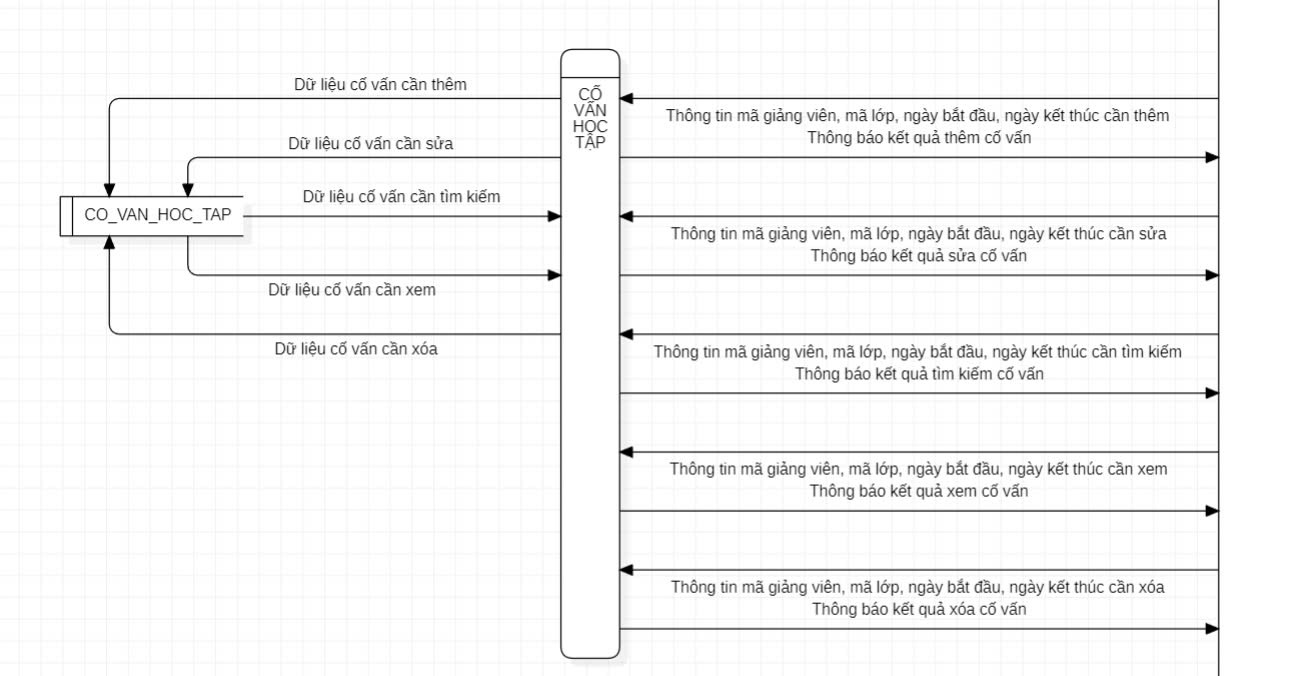 Dữ liệu cố vấn cần thêm
Dữ liệu cố vấn cần sửa
Dữ liệu cố vấn cần tìm kiếm
CO_VAN_HOC_TAP
Dữ liệu cố vấn cần xem
Dữ liệu cố vấn cần xóa
CỐ
VẤN
HỌC
TẬP
Thông tin mã giảng viên, mã lớp, ngày bắt đầu, ngày kết thúc cần thêm
Thông báo kết quả thêm cố vấn
Thông tin mã giảng viên, mã lớp, ngày bắt đầu, ngày kết thúc cần sửa
Thông báo kết quả sửa cố vấn
Thông tin mã giảng viên, mã lớp, ngày bắt đầu, ngày kết thúc cần tìm kiếm
Thông báo kết quả tìm kiếm cố vấn
Thông tin mã giảng viên, mã lớp, ngày bắt đầu, ngày kết thúc cần xem
Thông báo kết quả xem cố vấn
Thông tin mã giảng viên, mã lớp, ngày bắt đầu, ngày kết thúc cần xóa
Thông báo kết quả xóa cố vấn